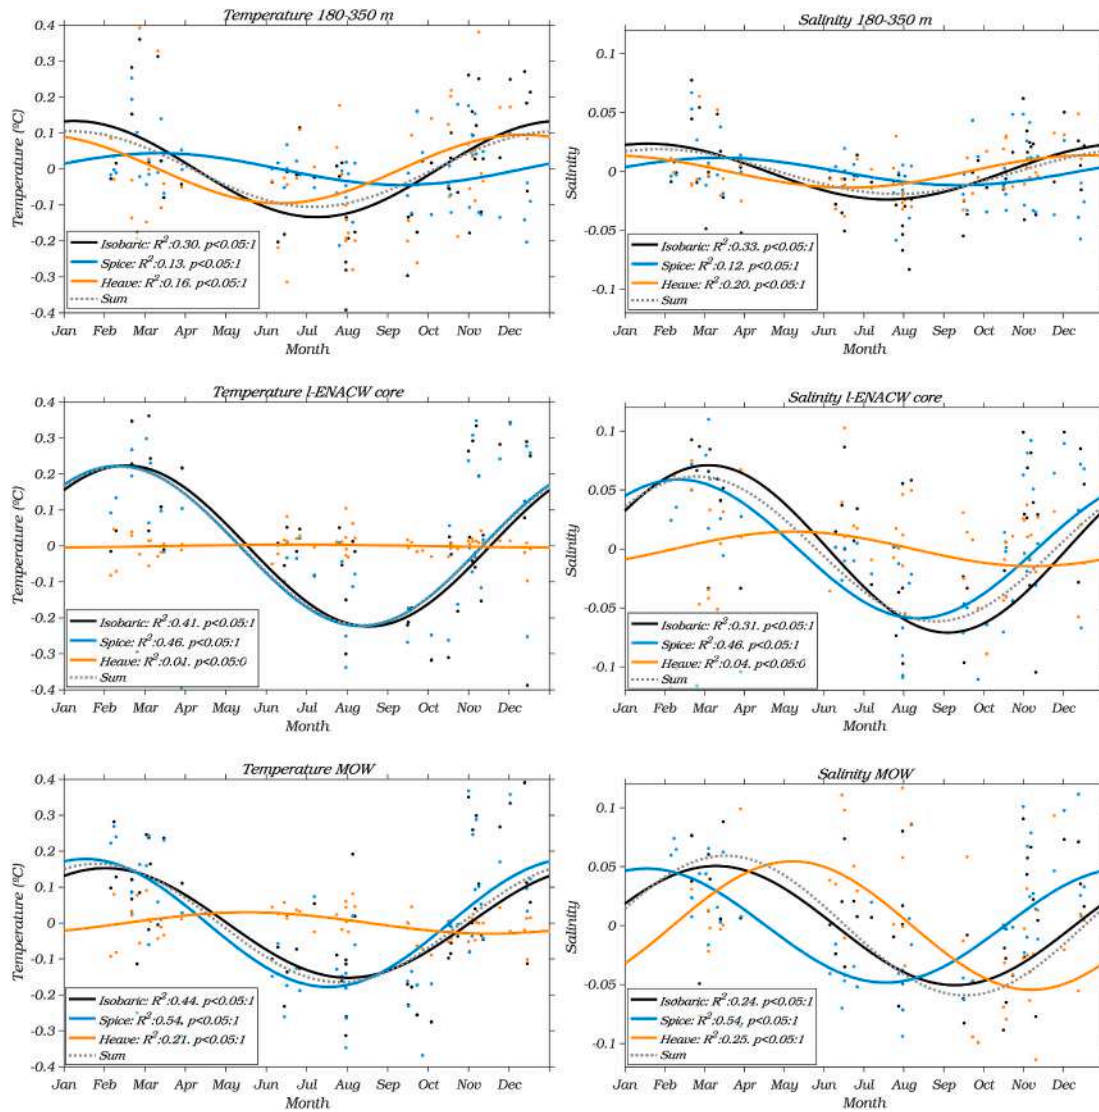 Temperature 180-350 m
Temperature (ºC)
0.4
0.3
0.2
0.1
0
-0.1
-0.2
-0.3
-0.4
Isobaric: R2:0.30. p<0.05:1
Spice: R2:0.13. p<0.05:1
Heave: R2:0.16. p<0.05:1
Sum
Jan Feb Mar Apr May Jun Jul Aug Sep Oct Nov Dec
Month
Salinity 180-350 m
Salinity
0.1
0.05
0
-0.05
-0.1
Isobaric: R2:0.33. p<0.05:1
Spice: R2:0.12. p<0.05:1
Heave: R2:0.20. p<0.05:1
Sum
Jan Feb Mar Apr May Jun Jul Aug Sep Oct Nov Dec
Month
Temperature l-ENACW core
Temperature (ºC)
0.4
0.3
0.2
0.1
0
-0.1
-0.2
-0.3
-0.4
Isobaric: R2:0.41. p<0.05:1
Spice: R2:0.46. p<0.05:1
Heave: R2:0.01. p<0.05:0
Sum
Jan Feb Mar Apr May Jun Jul Aug Sep Oct Nov Dec
Month
Salinity l-ENACW core
Salinity
0.1
0.05
0
-0.05
-0.1
Isobaric: R2:0.31. p<0.05:1
Spice: R2:0.46. p<0.05:1
Heave: R2:0.04. p<0.05:0
Sum
Jan Feb Mar Apr May Jun Jul Aug Sep Oct Nov Dec
Month
Temperature MOW
Temperature (ºC)
0.4
0.3
0.2
0.1
0
-0.1
-0.2
-0.3
-0.4
Isobaric: R2:0.44. p<0.05:1
Spice: R2:0.54. p<0.05:1
Heave: R2:0.21. p<0.05:1
Sum
Jan Feb Mar Apr May Jun Jul Aug Sep Oct Nov Dec
Month
Salinity MOW
Salinity
0.1
0.05
0
-0.05
-0.1
Isobaric: R2:0.24. p<0.05:1
Spice: R2:0.54. p<0.05:1
Heave: R2:0.25. p<0.05:1
Sum
Jan Feb Mar Apr May Jun Jul Aug Sep Oct Nov Dec
Month